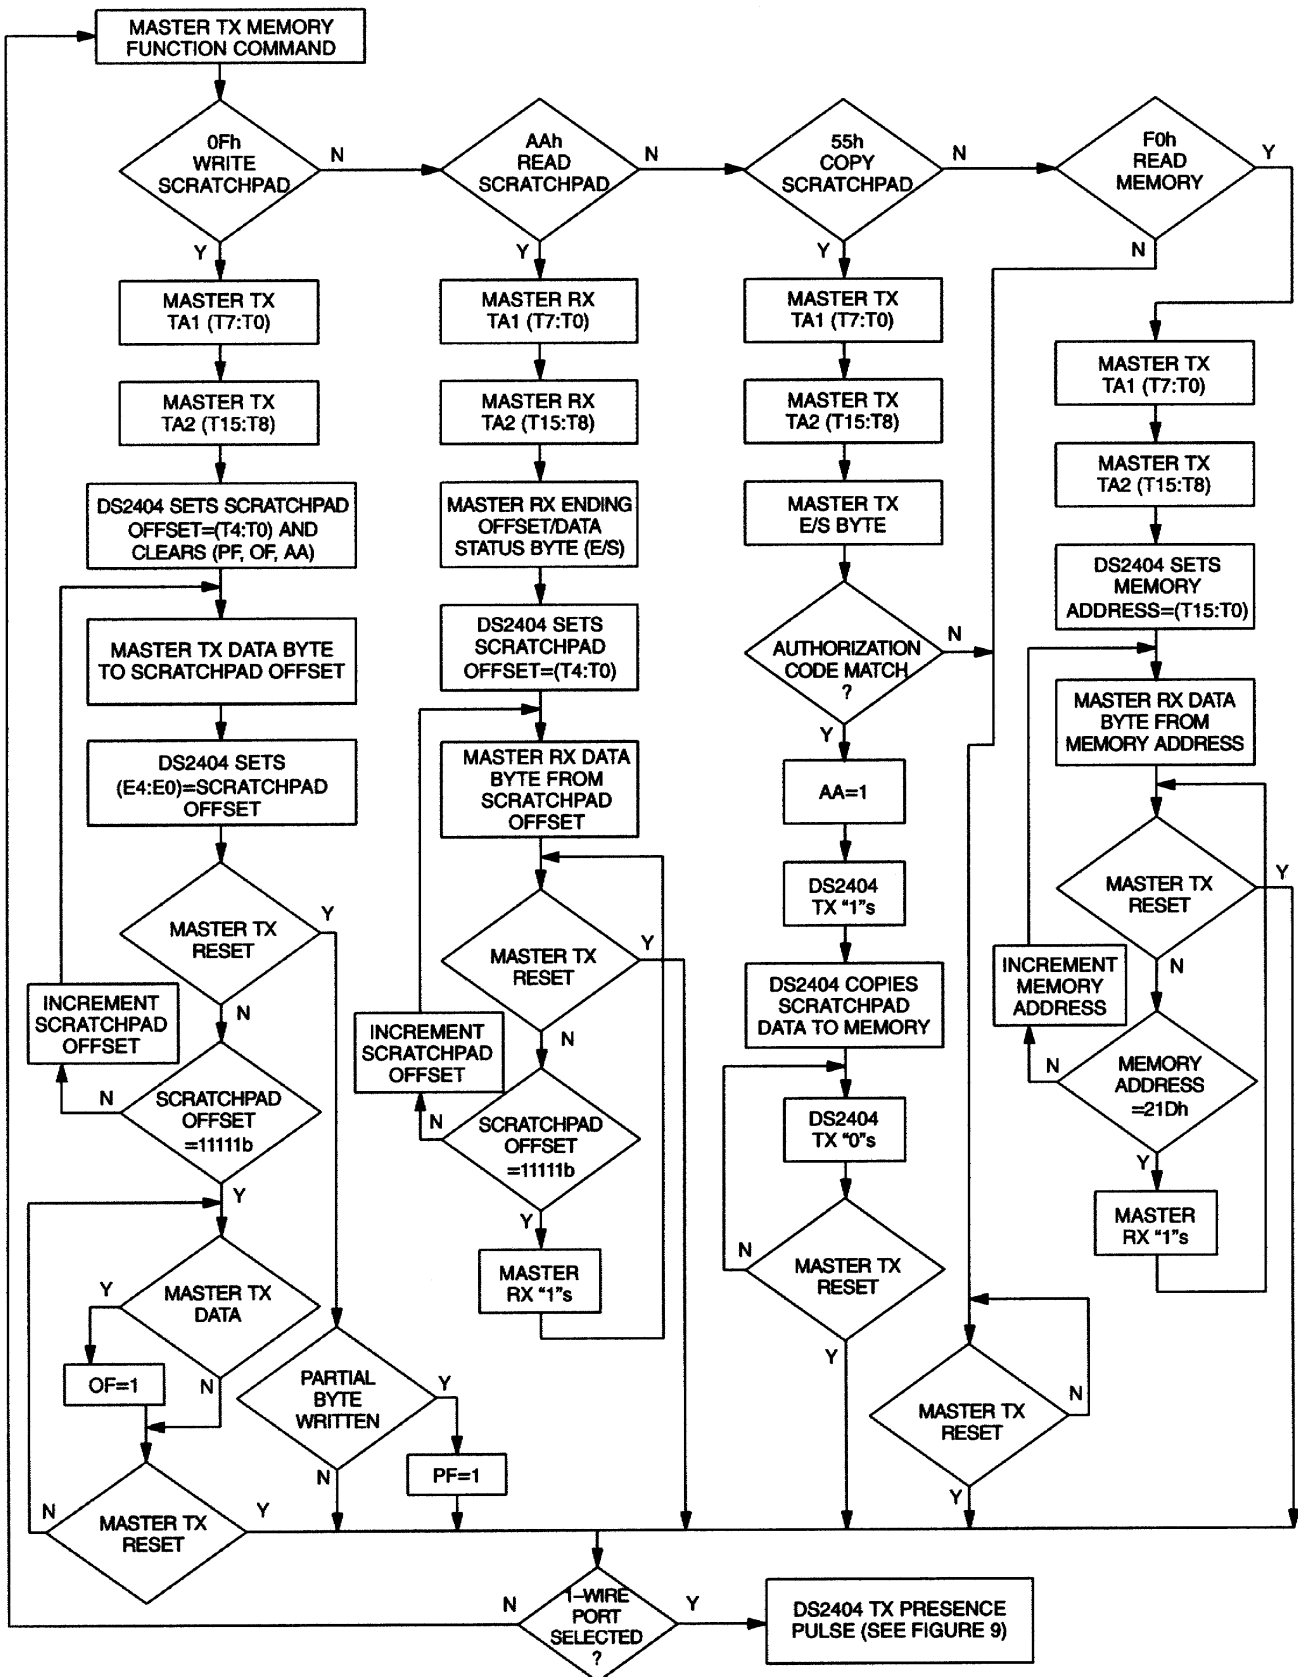 MASTER TX MEMORY
FUNCTION COMMAND
0Fh
WRITE
SCRATCHPAD
N
Y
AAh
READ
SCRATCHPAD
N
Y
55h
COPY
SCRATCHPAD
N
Y
F0h
READ
MEMORY
Y
N
MASTER TX
TA1 (T7:T0)
MASTER TX
TA2 (T15:T8)
DS2404 SETS SCRATCHPAD
OFFSET=(T4:T0) AND
CLEARS (PF, OF, AA)
MASTER TX DATA BYTE
TO SCRATCHPAD OFFSET
DS2404 SETS
(E4:E0)=SCRATCHPAD
OFFSET
MASTER TX
RESET
Y
N
INCREMENT
SCRATCHPAD
OFFSET
SCRATCHPAD
OFFSET
=11111b
N
Y
MASTER TX
DATA
Y
N
OF=1
MASTER TX
RESET
N
Y
PARTIAL
BYTE
WRITTEN
Y
N
PF=1
MASTER RX
TA1 (T7:T0)
MASTER RX
TA2 (T15:T8)
MASTER RX ENDING
OFFSET/DATA
STATUS BYTE (E/S)
DS2404 SETS
SCRATCHPAD
OFFSET=(T4:T0)
MASTER RX DATA
BYTE FROM
SCRATCHPAD
OFFSET
MASTER TX
RESET
Y
N
INCREMENT
SCRATCHPAD
OFFSET
SCRATCHPAD
OFFSET
=11111b
N
Y
MASTER
RX "1"s
MASTER TX
TA1 (T7:T0)
MASTER TX
TA2 (T15:T8)
MASTER TX
E/S BYTE
AUTHORIZATION
CODE MATCH
?
N
Y
AA=1
DS2404
TX "1"s
DS2404 COPIES
SCRATCHPAD
DATA TO MEMORY
DS2404
TX "0"s
MASTER TX
RESET
N
Y
MASTER TX
RESET
N
Y
MASTER TX
TA1 (T7:T0)
MASTER TX
TA2 (T15:T8)
DS2404 SETS
MEMORY
ADDRESS=(T15:T0)
MASTER RX DATA
BYTE FROM
MEMORY ADDRESS
MASTER TX
RESET
Y
N
INCREMENT
MEMORY
ADDRESS
MEMORY
ADDRESS
=21Dh
N
Y
MASTER
RX "1"s
1–WIRE
PORT
SELECTED
?
N
Y
DS2404 TX PRESENCE
PULSE (SEE FIGURE 9)